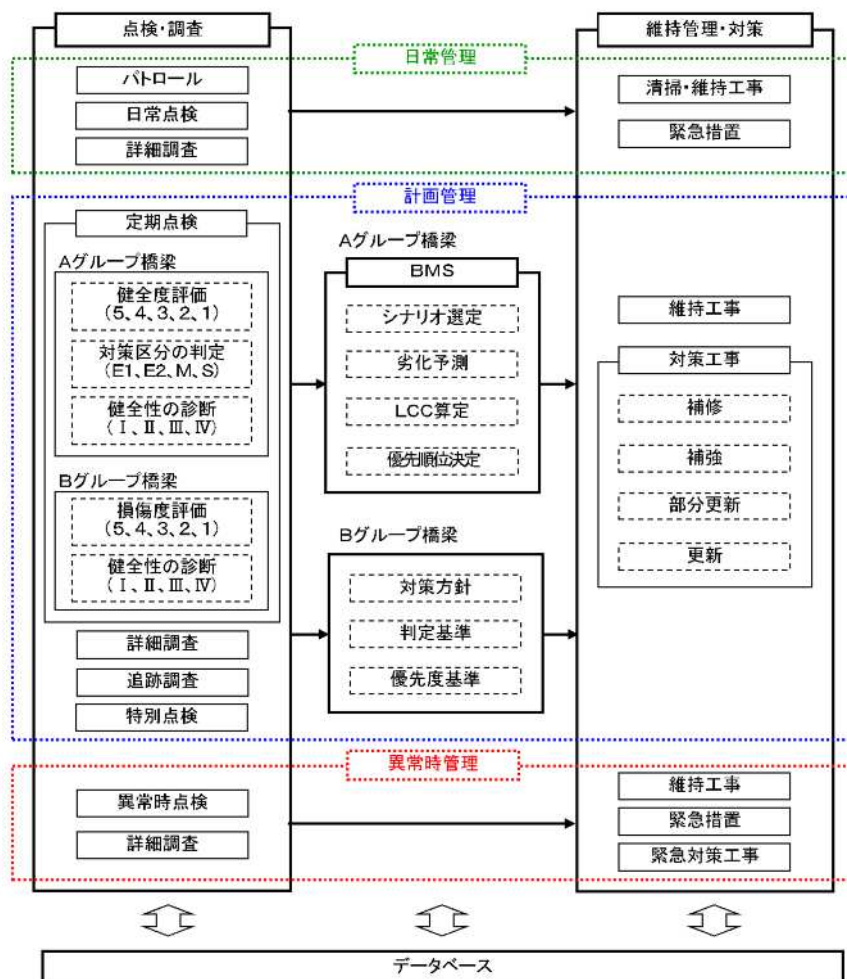 点検・調査
維持管理・対策
日常管理
パトロール
日常点検
詳細調査
清掃・維持工事
緊急措置
計画管理
定期点検
Aグループ橋梁
健全度評価
(5、4、3、2、1)
対策区分の判定
(E1、E2、M、S)
健全性の診断
(Ⅰ、Ⅱ、Ⅲ、Ⅳ)
Bグループ橋梁
損傷度評価
(5、4、3、2、1)
健全性の診断
(Ⅰ、Ⅱ、Ⅲ、Ⅳ)
詳細調査
追跡調査
特別点検
Aグループ橋梁
BMS
シナリオ選定
劣化予測
LCC算定
優先順位決定
Bグループ橋梁
対策方針
判定基準
優先度基準
維持工事
対策工事
補修
補強
部分更新
更新
異常時管理
異常時点検
詳細調査
維持工事
緊急措置
緊急対策工事
データベース